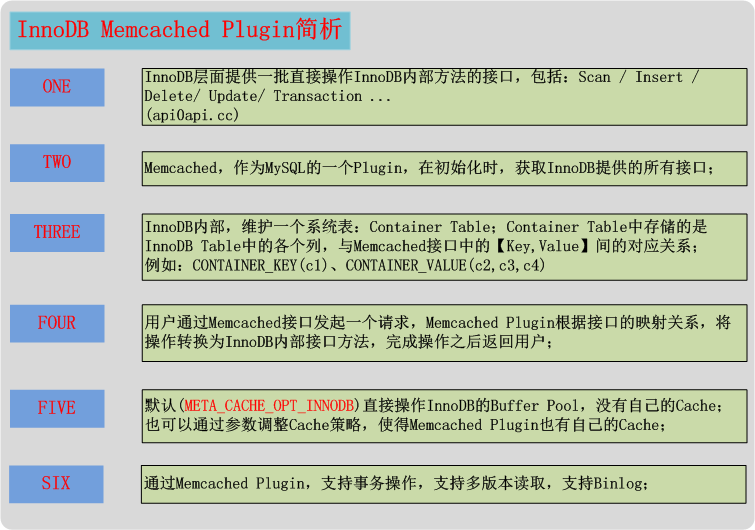 InnoDB Memcached Plugin简析
ONE
InnoDB层面提供一批直接操作InnoDB内部方法的接口，包括：Scan / Insert /
Delete/ Update/ Transaction ...
(api0api.cc)
TWO
Memcached，作为MySQL的一个Plugin，在初始化时，获取InnoDB提供的所有接口；
THREE
InnoDB内部，维护一个系统表：Container Table；Container Table中存储的是
InnoDB Table中的各个列，与Memcached接口中的【Key,Value】间的对应关系；
例如：CONTAINER_KEY(c1)、CONTAINER_VALUE(c2,c3,c4)
FOUR
用户通过Memcached接口发起一个请求，Memcached Plugin根据接口的映射关系，将
操作转换为InnoDB内部接口方法，完成操作之后返回用户；
FIVE
默认(META_CACHE_OPT_INNODB)直接操作InnoDB的Buffer Pool，没有自己的Cache；
也可以通过参数调整Cache策略，使得Memcached Plugin也有自己的Cache；
SIX
通过Memcached Plugin，支持事务操作，支持多版本读取，支持Binlog；